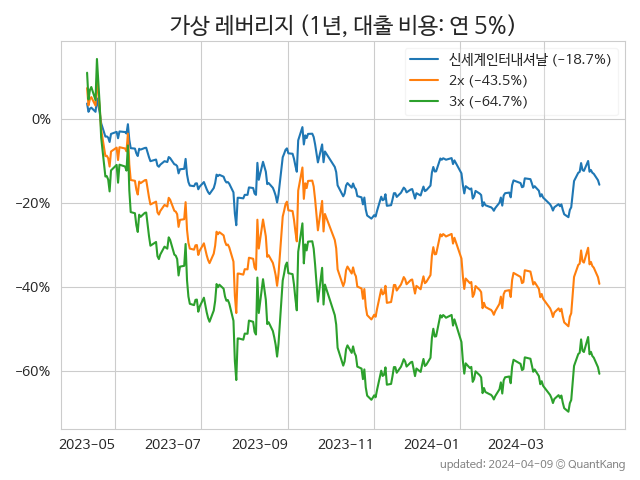 가상 레버리지 (1년, 대출 비용: 연 5%)
신세계인터내셔날 (−18.7%)
2x (−43.5%)
3x (−64.7%)
0%
−20%
−40%
−60%
2023−05 2023−07 2023−09 2023−11 2024−01 2024−03
updated: 2024−04−09 © QuantKang